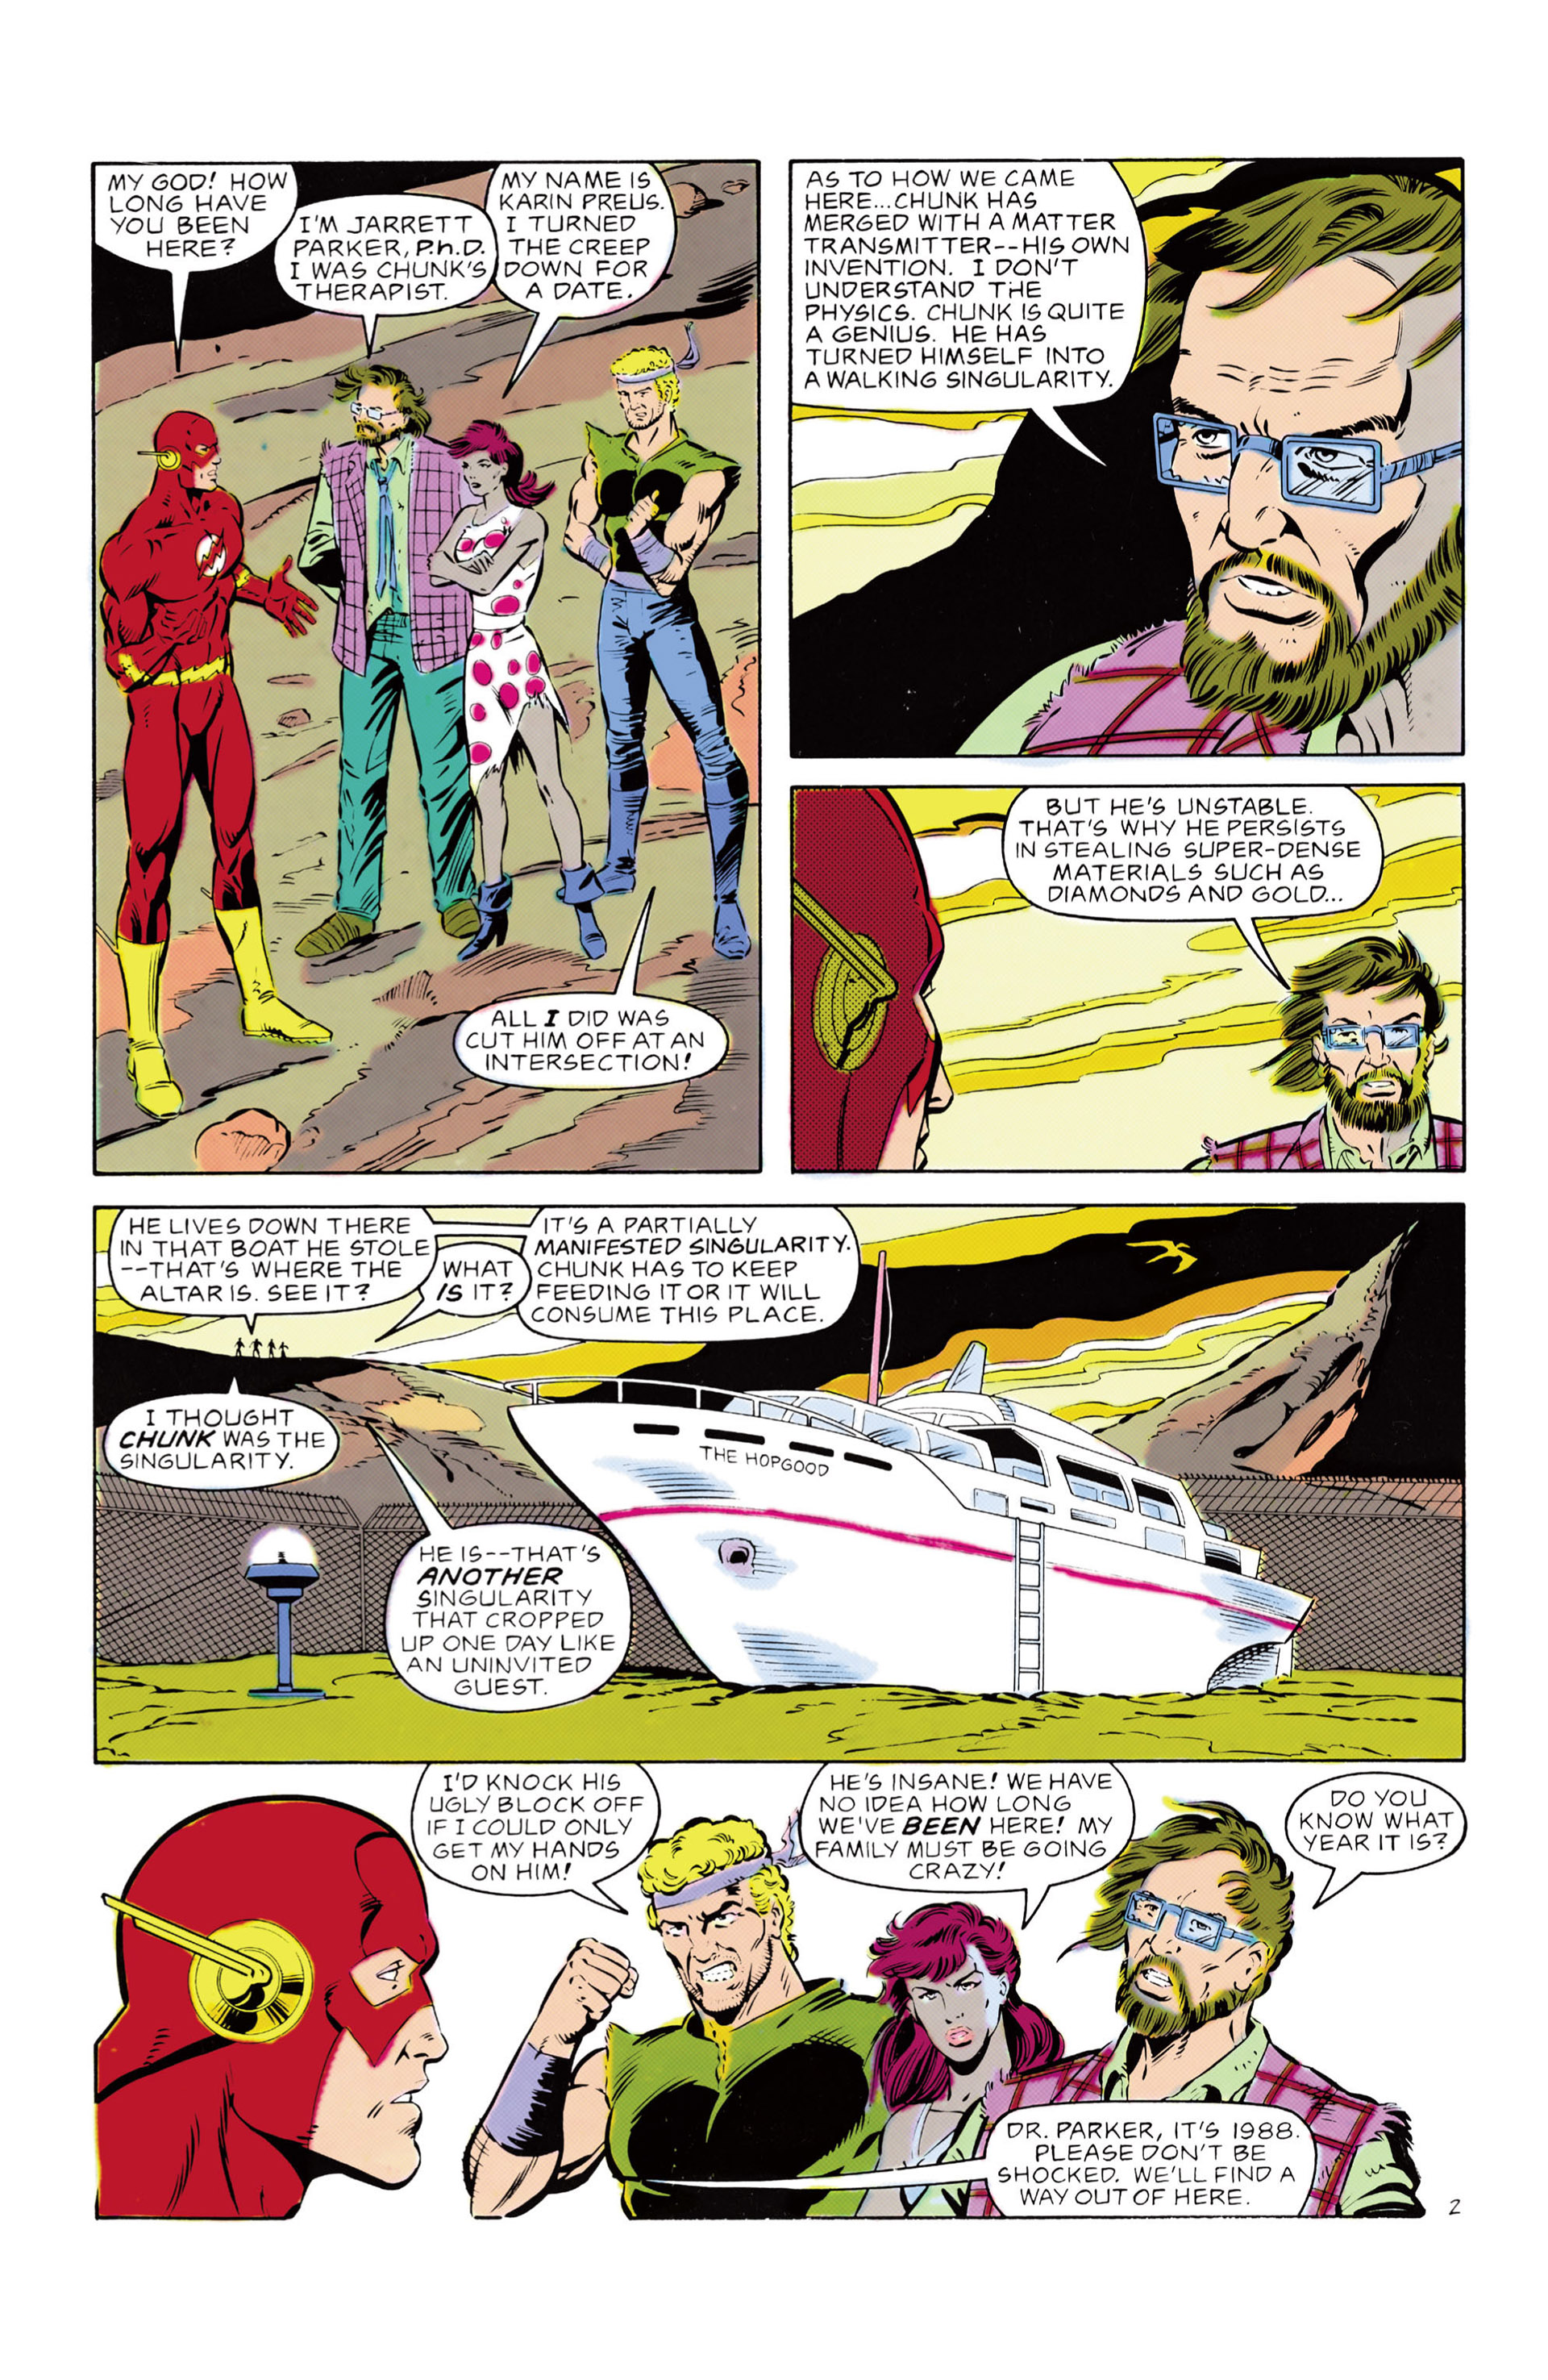 MY GOD! HOW
LONG HAVE
YOU BEEN
HERE?
I'M JARRETT
PARKER, P.h.D.
I WAS CHUNK'S
THERAPIST.
MY NAME IS
KARIN PREUS.
I TURNED
THE CREEP
DOWN FOR
A DATE.
ALL I DID WAS
CUT HIM OFF AT AN
INTERSECTION!
AS TO HOW WE CAME
HERE...CHUNK HAS
MERGED WITH A MATTER
TRANSMITTER--HIS OWN
INVENTION. I DON'T
UNDERSTAND THE
PHYSICS. CHUNK IS QUITE
A GENIUS. HE HAS
TURNED HIMSELF INTO
A WALKING SINGULARITY.
BUT HE'S UNSTABLE.
THAT'S WHY HE PERSISTS
IN STEALING SUPER-DENSE
MATERIALS SUCH AS
DIAMONDS AND GOLD...
HE LIVES DOWN THERE
IN THAT BOAT HE STOLE
--THAT'S WHERE THE
ALTAR IS. SEE IT?
WHAT
IS IT?
IT'S A PARTIALLY
MANIFESTED SINGULARITY.
CHUNK HAS TO KEEP
FEEDING IT OR IT WILL
CONSUME THIS PLACE.
I THOUGHT
CHUNK WAS THE
SINGULARITY.
HE IS--THAT'S
ANOTHER
SINGULARITY
THAT CROPPED
UP ONE DAY LIKE
AN UNINVITED
GUEST.
THE HOPGOOD
I'D KNOCK HIS
UGLY BLOCK OFF
IF I COULD ONLY
GET MY HANDS
ON HIM!
HE'S INSANE! WE HAVE
NO IDEA HOW LONG
WE'VE BEEN HERE! MY
FAMILY MUST BE GOING
CRAZY!
DO YOU
KNOW WHAT
YEAR IT IS?
DR. PARKER, IT'S 1988.
PLEASE DON'T BE
SHOCKED. WE'LL FIND A
WAY OUT OF HERE.
2